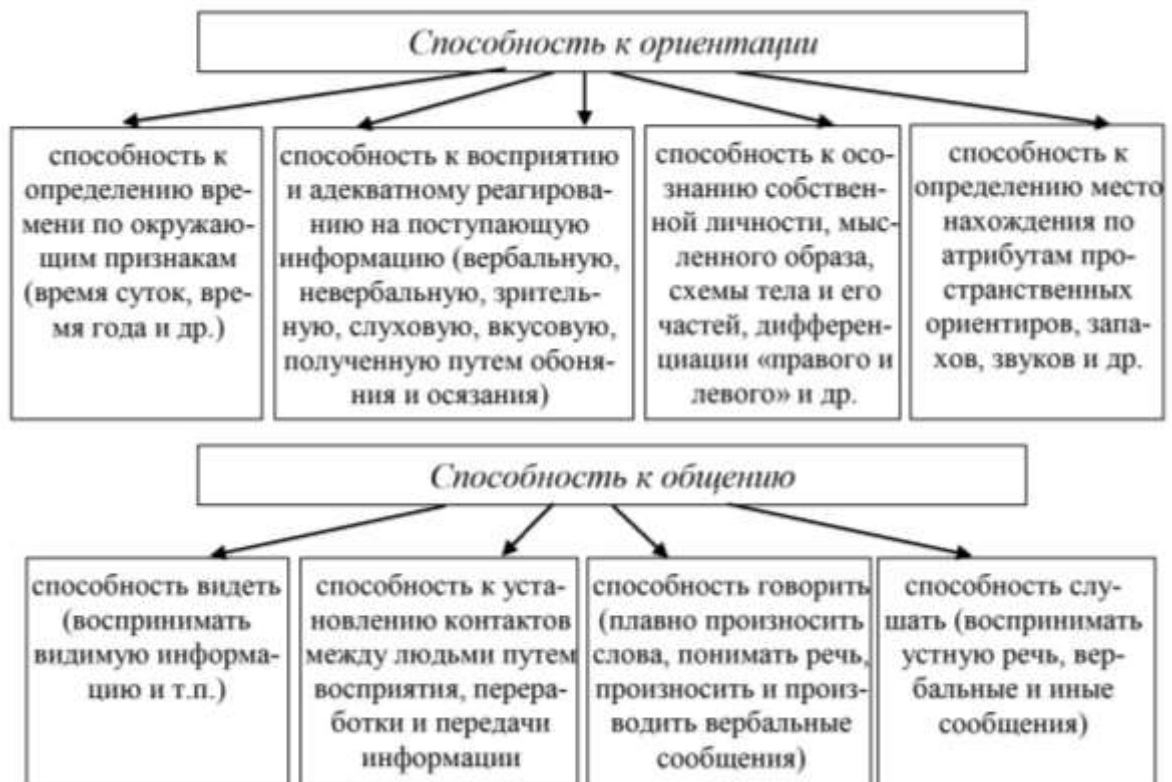 Способность к ориентации
способность к
определению вре-
мени по окружаю-
щим признакам
(время суток, вре-
мя года и др.)
способность к восприятию
и адекватному реагирова-
нию на поступающую
информацию (вербальную,
невербальную, зритель-
ную, слуховую, вкусовую,
полученную путем обоня-
ния и осязания)
способность к осо-
знанию собствен-
ной личности, мыс-
ленного образа,
схемы тела и его
частей, дифферен-
циации «правого и
левого» и др.
способность к
определению место
нахождения по
атрибутам про-
странственных
ориентиров, запа-
хов, звуков и др.
Способность к общению
способность видеть
(воспринимать
видимую информа-
цию и т.п.)
способность к уста-
новлению контактов
между людьми путем
восприятия, перера-
ботки и передачи
информации
способность говорить
(плавно произносить
слова, понимать речь,
произносить и произ-
водить вербальные
сообщения)
способность слу-
шать (воспринимать
устную речь, вер-
бальные и иные
сообщения)